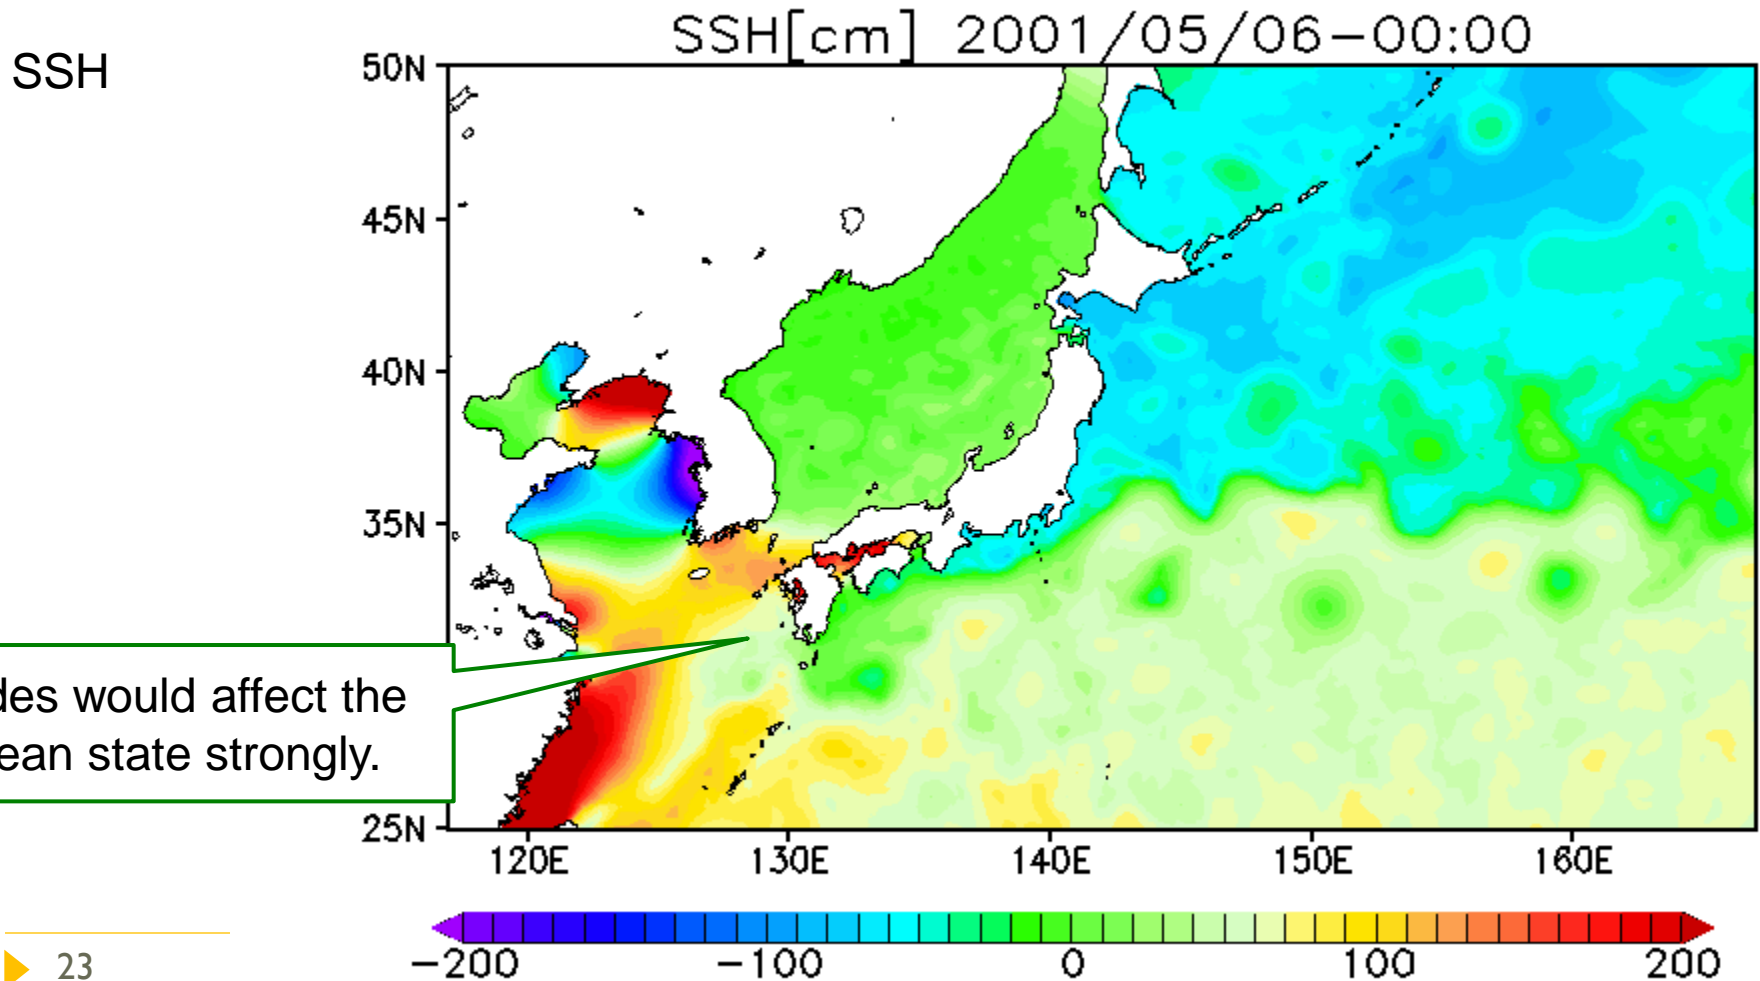 SSH[cm] 2001/05/06-00:00
SSH
50N
45N
40N
35N
25N
des would affect the
ean state strongly.
120E 130E 140E 150E 160E
-200 -100 0 100 200
23